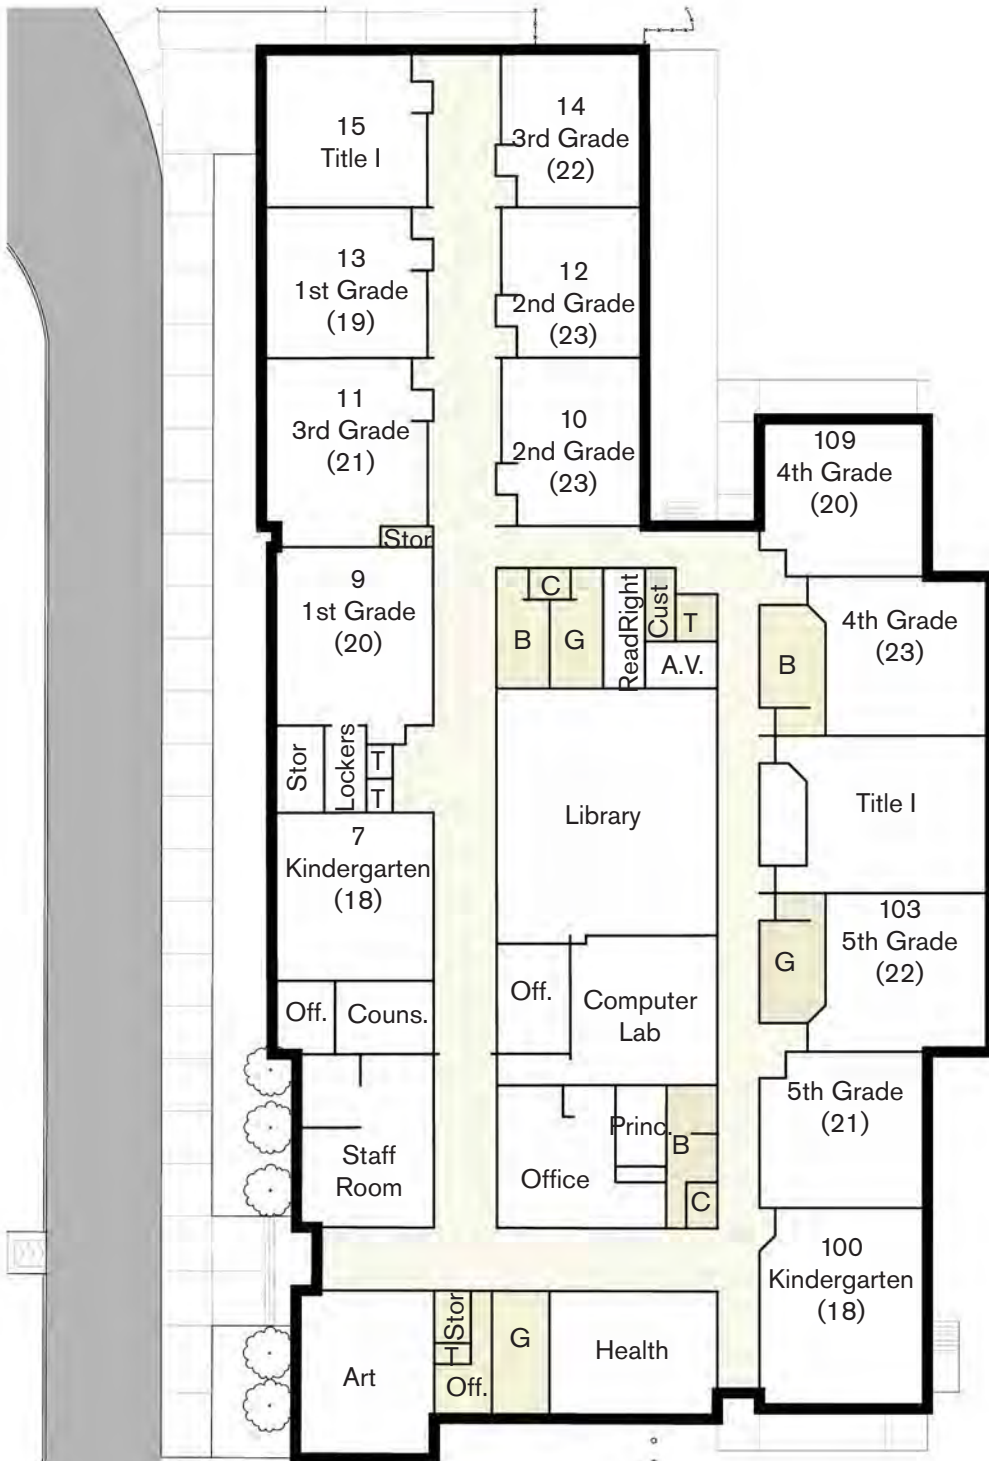 15
Title I
14
3rd Grade
(22)
13
1st Grade
(19)
12
2nd Grade
(23)
11
3rd Grade
(21)
10
2nd Grade
(23)
109
4th Grade
(20)
Stor
9
1st Grade
(20)
C
B
G
ReadRight
Cust
T
A.V.
4th Grade
(23)
B
Stor
Lockers
T
T
Library
Title I
7
Kindergarten
(18)
103
5th Grade
(22)
G
Off.
Couns.
Off.
Computer
Lab
5th Grade
(21)
Staff
Room
Office
Princ.
B
C
100
Kindergarten
(18)
Art
Stor
T
Off.
G
Health